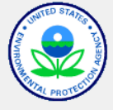 UNITED STATES
ENVIRONMENTAL PROTECTION AGENCY